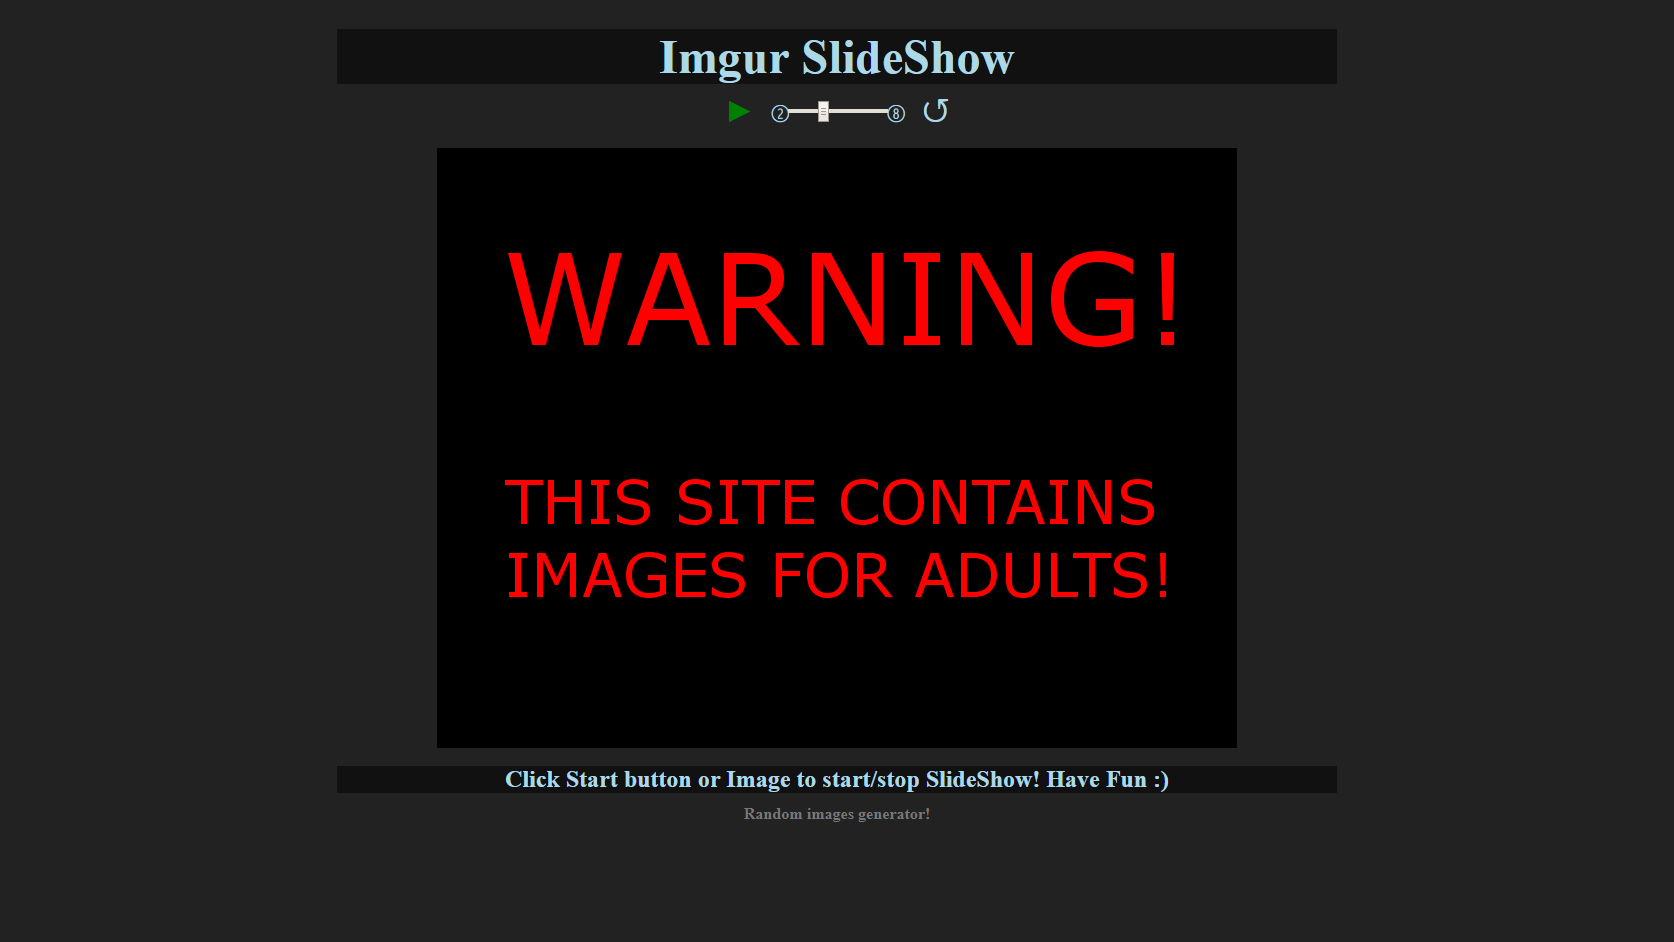 Imgur SlideShow
② ⑧ ↺
WARNING!
THIS SITE CONTAINS
IMAGES FOR ADULTS!
Click Start button or Image to start/stop SlideShow! Have Fun :)
Random images generator!